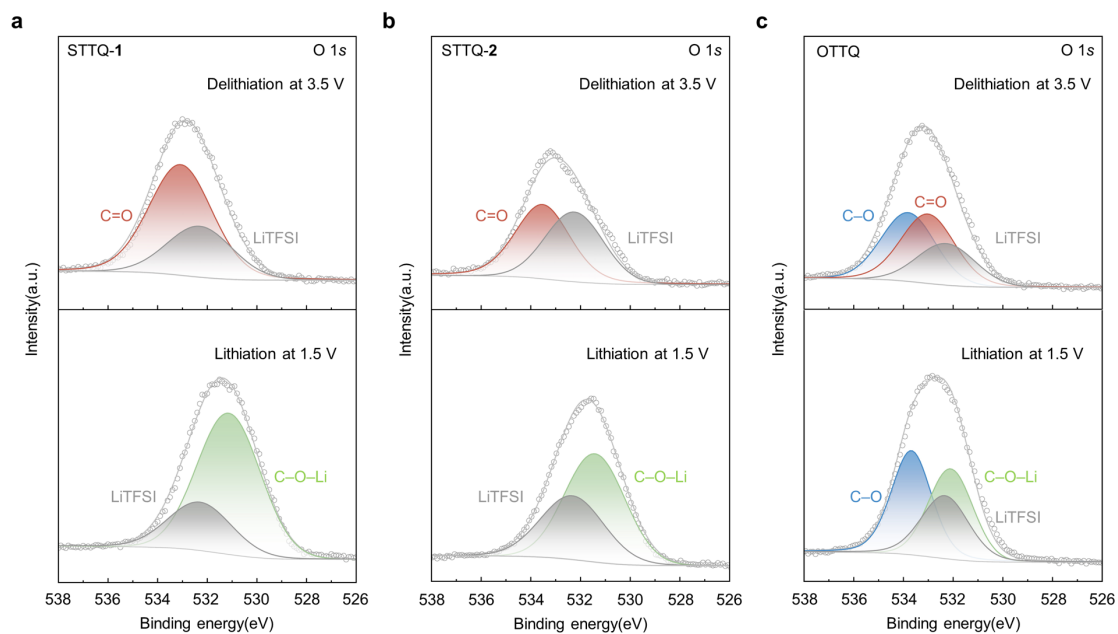 a
STTQ-1 O 1s
Delithiation at 3.5 V
C=O
LiTFSI
Lithiation at 1.5 V
LiTFSI
C–O–Li
Intensity(a.u.)
538 536 534 532 530 528 526
Binding energy(eV)
b
STTQ-2 O 1s
Delithiation at 3.5 V
C=O
LiTFSI
Lithiation at 1.5 V
LiTFSI
C–O–Li
Intensity(a.u.)
538 536 534 532 530 528 526
Binding energy(eV)
c
OTTQ O 1s
Delithiation at 3.5 V
C–O
C=O
LiTFSI
Lithiation at 1.5 V
C–O
C–O–Li
LiTFSI
Intensity(a.u.)
538 536 534 532 530 528 526
Binding energy(eV)